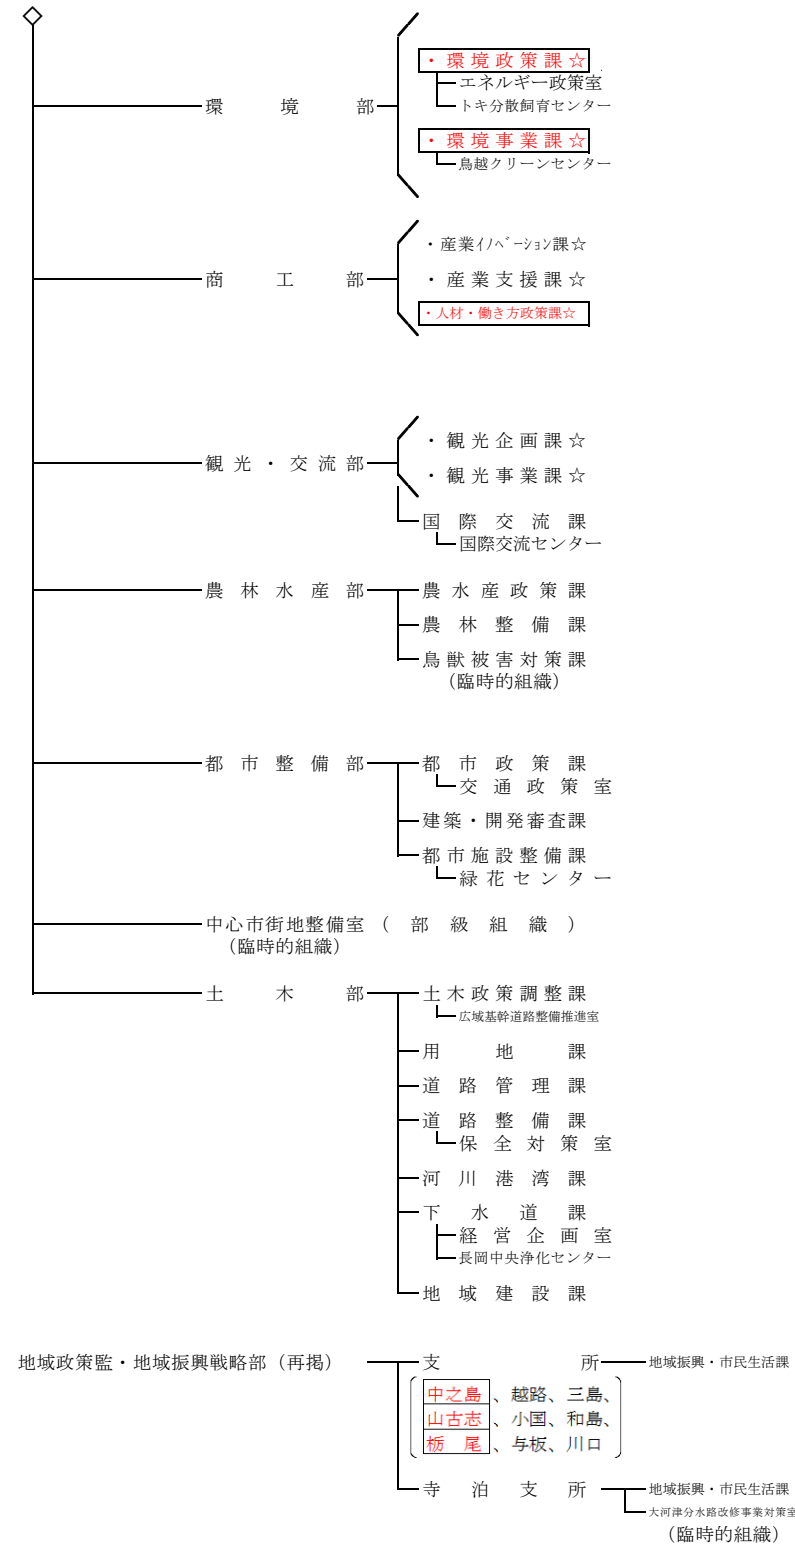 ・環境政策課☆
エネルギー政策室
環境部
トキ分散飼育センター
・環境事業課☆
鳥越クリーンセンター
・産業ｲﾉﾍﾞｰｼｮﾝ課☆
商工部
・産業支援課☆
・人材・働き方政策課☆
・観光企画課☆
観光・交流部
・観光事業課☆
国際交流課
国際交流センター
農林水産部
農水産政策課
農林整備課
鳥獣被害対策課
（臨時的組織）
都市整備部
都市政策課
交通政策室
建築・開発審査課
都市施設整備課
緑花センター
中心市街地整備室（部級組織）
（臨時的組織）
土木部
土木政策調整課
広域基幹道路整備推進室
用地課
道路管理課
道路整備課
保全対策室
河川港湾課
下水道課
経営企画室
長岡中央浄化センター
地域建設課
地域政策監・地域振興戦略部（再掲）
支所
地域振興・市民生活課
中之島、越路、三島、
山古志、小国、和島、
栃尾、与板、川口
寺泊支所
地域振興・市民生活課
大河津分水路改修事業対策室
（臨時的組織）